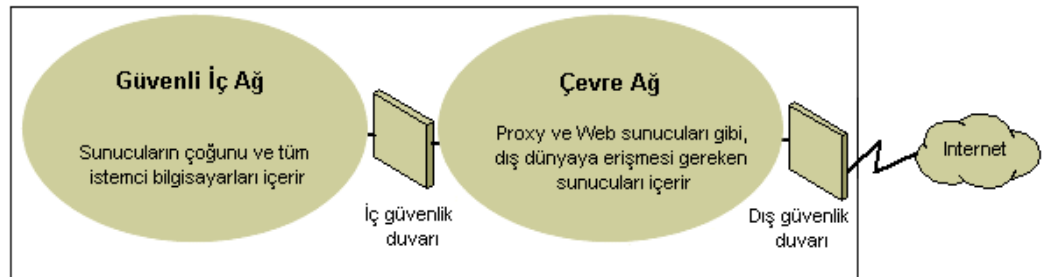 Güvenli İç Ağ
Sunucuların çoğunu ve tüm
istemci bilgisayarları içerir
İç güvenlik
duvarı
Çevre Ağ
Proxy ve Web sunucuları gibi,
dış dünyaya erişmesi gereken
sunucuları içerir
Dış güvenlik
duvarı
Internet